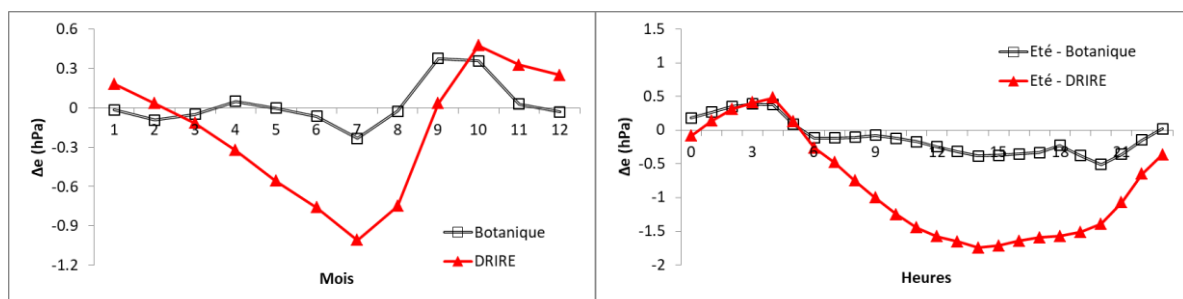 0.6
0.3
0
-0.3
-0.6
-0.9
-1.2
Δe (hPa)
1 2 3 4 5 6 7 8 9 10 11 12
Botanique
DRIRE
Mois
1.5
1
0.5
0
-0.5
-1
-1.5
-2
Δe (hPa)
0 3 6 9 12 15 18 21
Eté - Botanique
Eté - DRIRE
Heures